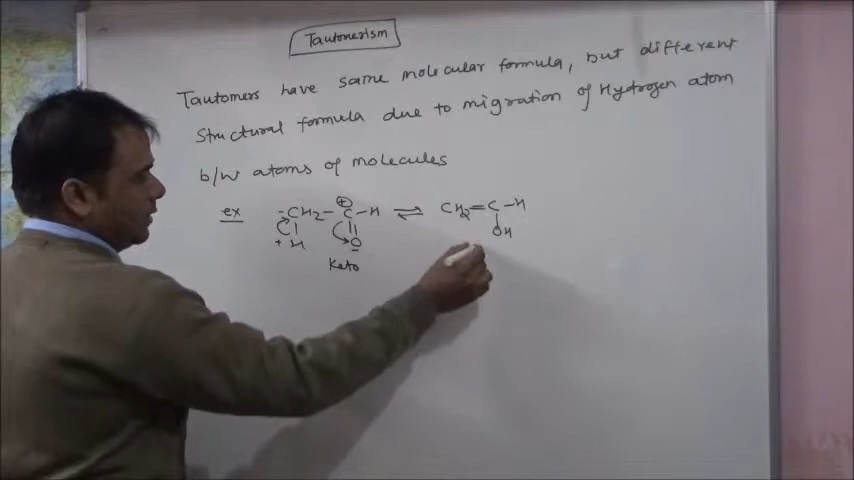 Tautomerism
Tautomers have same molecular formula, but different
structural formula due to migration of Hydrogen atom
b/w atoms of molecules
ex -CH2-C-H ⇌ CH2=C-H
+ H O OH
Keto